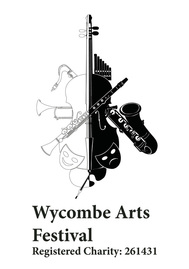 Wycombe Arts
Festival
Registered Charity: 261431